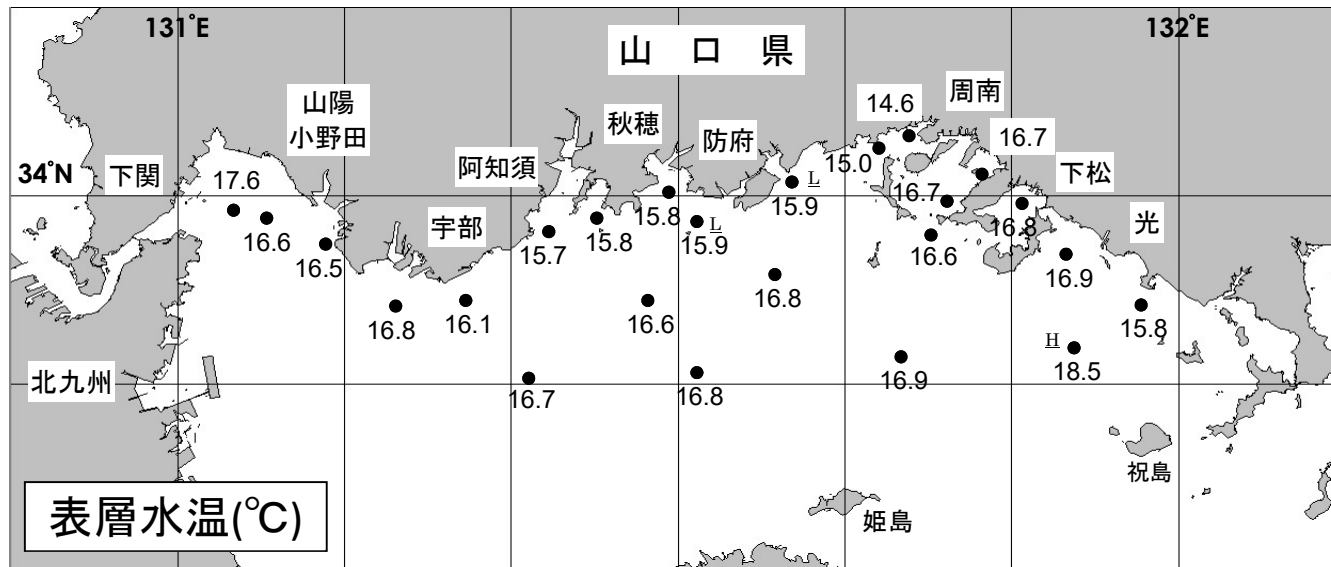 131°E
132°E
山 口 県
山陽
小野田
秋穂
防府
14.6
周南
16.7
34°N
下関
17.6
阿知須
15.0
下松
宇部
16.6
16.5
15.7
15.8
15.8
L
15.9
L
15.9
16.7
16.6
16.8
光
16.9
16.8
16.1
16.6
16.8
15.8
H
18.5
北九州
16.7
16.8
16.9
祝島
姫島
表層水温(℃)